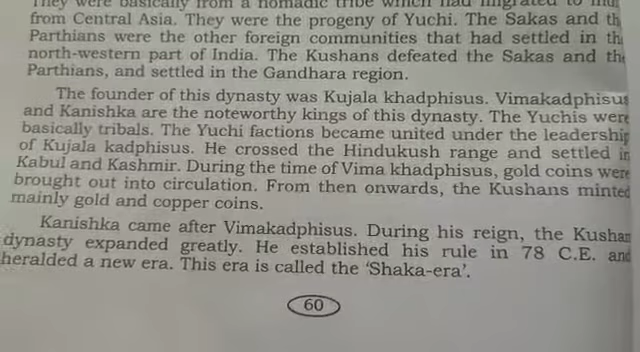 They were basically from a nomadic tribe which had migrated to
from Central Asia. They were the progeny of Yuchi. The Sakas and
Parthians were the other foreign communities that had settled in
north-western part of India. The Kushans defeated the Sakas and
Parthians, and settled in the Gandhara region.
The founder of this dynasty was Kujala khadphisus. Vimakadphisus
and Kanishka are the noteworthy kings of this dynasty. The Yuchis were
basically tribals. The Yuchi factions became united under the leadership
of Kujala kadphisus. He crossed the Hindukush range and settled in
Kabul and Kashmir. During the time of Vima khadphisus, gold coins were
brought out into circulation. From then onwards, the Kushans minted
mainly gold and copper coins.
Kanishka came after Vimakadphisus. During his reign, the Kushan
dynasty expanded greatly. He established his rule in 78 C.E. and
heralded a new era. This era is called the 'Shaka-era'.
60